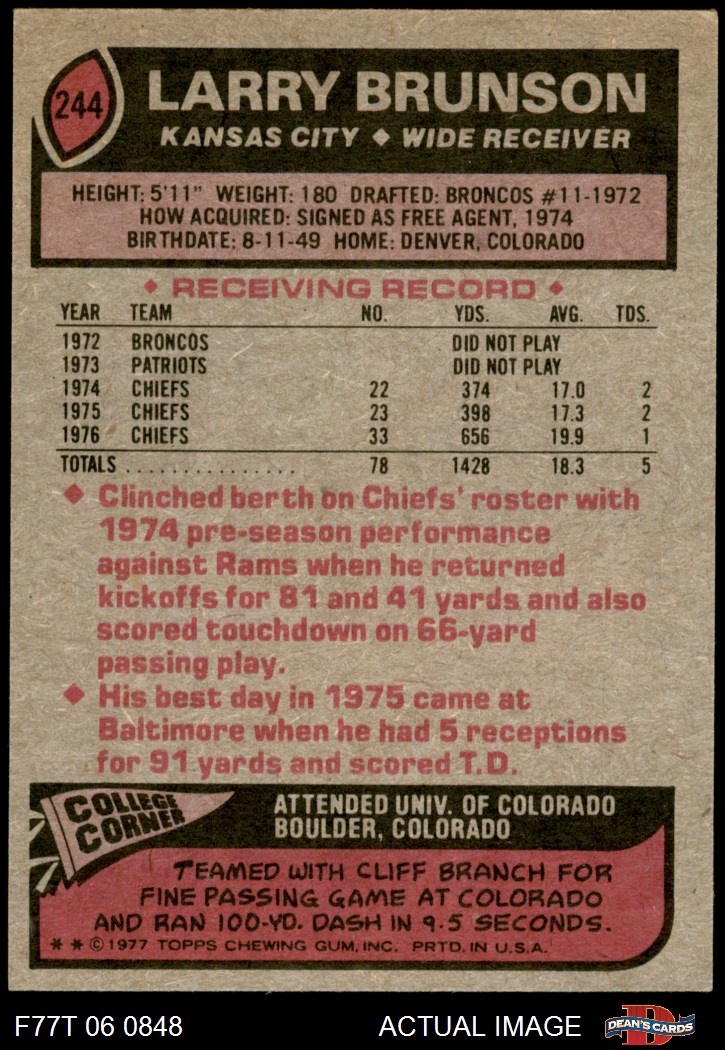 244
LARRY BRUNSON
KANSAS CITY ◆ WIDE RECEIVER
HEIGHT: 5'11" WEIGHT: 180 DRAFTED: BRONCOS #11-1972
HOW ACQUIRED: SIGNED AS FREE AGENT, 1974
BIRTHDATE: 8-11-49 HOME: DENVER, COLORADO
◆ RECEIVING RECORD ◆
YEAR TEAM NO. YDS. AVG. TDS.
1972 BRONCOS DID NOT PLAY
1973 PATRIOTS DID NOT PLAY
1974 CHIEFS 22 374 17.0 2
1975 CHIEFS 23 398 17.3 2
1976 CHIEFS 33 656 19.9 1
TOTALS ............... 78 1428 18.3 5
◆ Clinched berth on Chiefs' roster with
1974 pre-season performance
against Rams when he returned
kickoffs for 81 and 41 yards and also
scored touchdown on 66-yard
passing play.
◆ His best day in 1975 came at
Baltimore when he had 5 receptions
for 91 yards and scored T.D.
COLLEGE
CORNER
ATTENDED UNIV. OF COLORADO
BOULDER, COLORADO
TEAMED WITH CLIFF BRANCH FOR
FINE PASSING GAME AT COLORADO
AND RAN 100-YD. DASH IN 9.5 SECONDS.
* * © 1977 TOPPS CHEWING GUM, INC. PRTD. IN U.S.A.
F77T 06 0848 ACTUAL IMAGE
D
DEAN'S CARDS